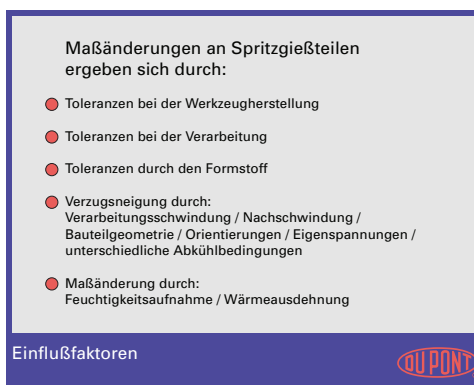 Maßänderungen an Spritzgießteilen
ergeben sich durch:
Toleranzen bei der Werkzeugherstellung
Toleranzen bei der Verarbeitung
Toleranzen durch den Formstoff
Verzugsneigung durch:
Verarbeitungsschwindung / Nachschwindung /
Bauteilgeometrie / Orientierungen / Eigenspannungen /
unterschiedliche Abkühlbedingungen
Maßänderung durch:
Feuchtigkeitsaufnahme / Wärmeausdehnung
Einflußfaktoren
DU PONT